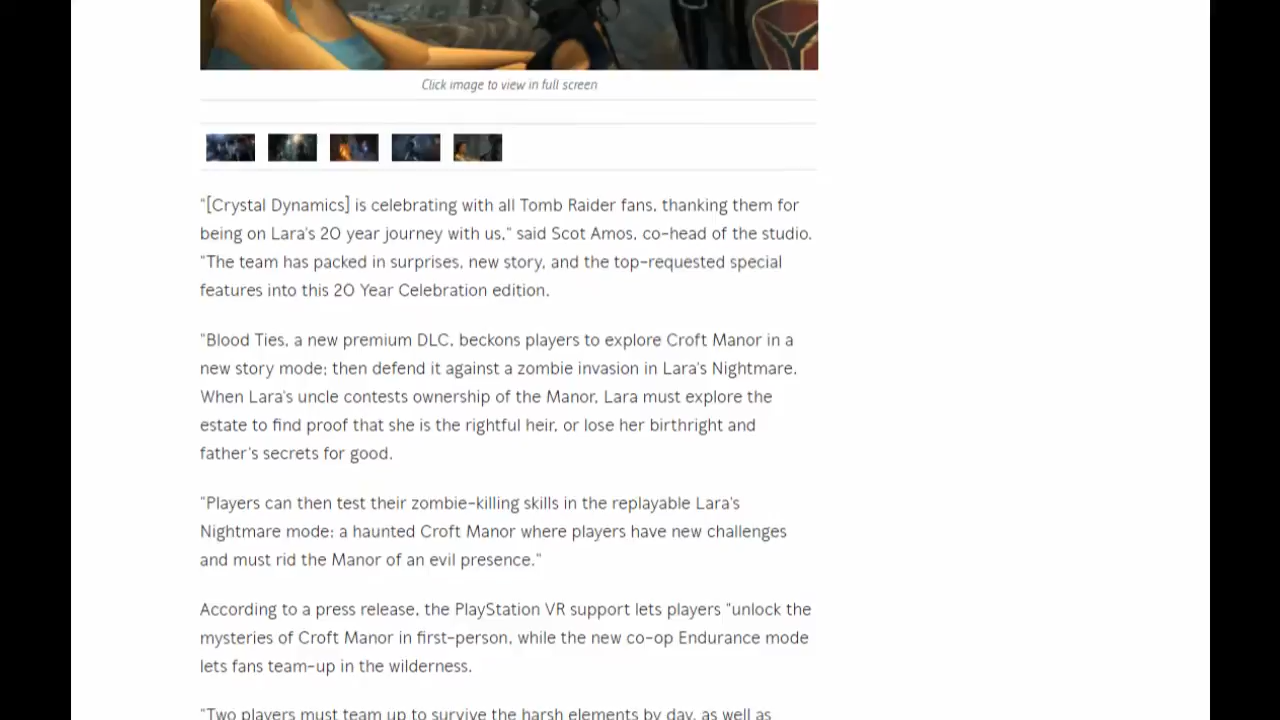 Click image to view in full screen
"[Crystal Dynamics] is celebrating with all Tomb Raider fans, thanking them for
being on Lara's 20 year journey with us," said Scot Amos, co-head of the studio.
"The team has packed in surprises, new story, and the top-requested special
features into this 20 Year Celebration edition.
"Blood Ties, a new premium DLC, beckons players to explore Croft Manor in a
new story mode; then defend it against a zombie invasion in Lara's Nightmare.
When Lara's uncle contests ownership of the Manor, Lara must explore the
estate to find proof that she is the rightful heir, or lose her birthright and
father's secrets for good.
"Players can then test their zombie-killing skills in the replayable Lara's
Nightmare mode: a haunted Croft Manor where players have new challenges
and must rid the Manor of an evil presence."
According to a press release, the PlayStation VR support lets players "unlock the
mysteries of Croft Manor in first-person, while the new co-op Endurance mode
lets fans team-up in the wilderness.
"Two players must team up to survive the harsh elements by day, as well as